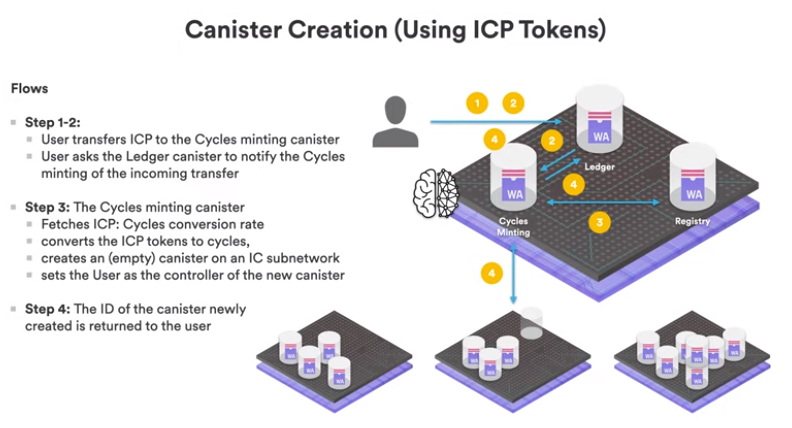 Canister Creation (Using ICP Tokens)
Flows
Step 1-2:
User transfers ICP to the Cycles minting canister
User asks the Ledger canister to notify the Cycles
minting of the incoming transfer
Step 3: The Cycles minting canister
Fetches ICP: Cycles conversion rate
converts the ICP tokens to cycles,
creates an (empty) canister on an IC subnetwork
sets the User as the controller of the new canister
Step 4: The ID of the canister newly
created is returned to the user
1 2
WA
4 2
Ledger
WA
4
WA
Cycles
Minting
3
Registry
4
WA WA
WA
WA
WA WA
WA
WA WA WA WA
WA WA
WA